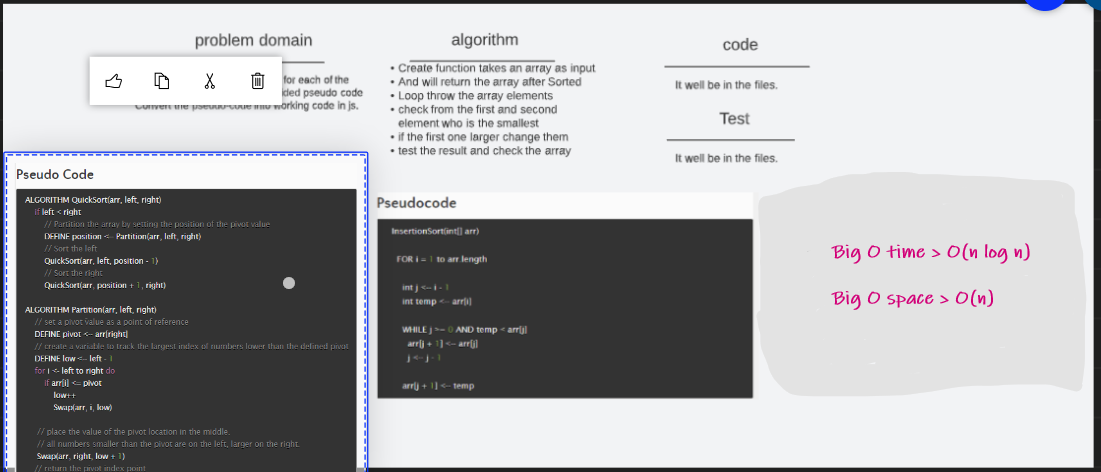 problem domain
for each of the
ded pseudo code
Convert the pseudo-code into working code in js.
algorithm
• Create function takes an array as input
• And will return the array after Sorted
• Loop throw the array elements
• check from the first and second
element who is the smallest
• if the first one larger change them
• test the result and check the array
code
It well be in the files.
Test
It well be in the files.
Pseudo Code
ALGORITHM QuickSort(arr, left, right)
if left < right
// Partition the array by setting the position of the pivot value
DEFINE position <-- Partition(arr, left, right)
// Sort the left
QuickSort(arr, left, position - 1)
// Sort the right
QuickSort(arr, position + 1, right)
ALGORITHM Partition(arr, left, right)
// set a pivot value as a point of reference
DEFINE pivot <-- arr[right]
// create a variable to track the largest index of numbers lower than the defined pivot
DEFINE low <-- left - 1
for i <- left to right do
if arr[i] <= pivot
low++
Swap(arr, i, low)
// place the value of the pivot location in the middle.
// all numbers smaller than the pivot are on the left, larger on the right.
Swap(arr, right, low + 1)
// return the pivot index point
Pseudocode
InsertionSort(int[] arr)
FOR i = 1 to arr.length
int j <-- i - 1
int temp <-- arr[i]
WHILE j >= 0 AND temp < arr[j]
arr[j + 1] <-- arr[j]
j <-- j - 1
arr[j + 1] <-- temp
Big O time > O(n log n)
Big O space > O(n)